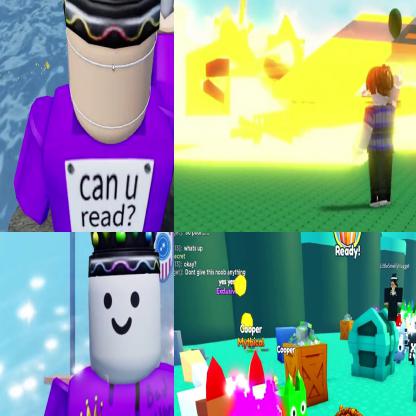 can u
read?
whats up
okay?
Dont give this noob anything
yes yes
Exclusive
Ready!
Cooper
Mythical
Cooper